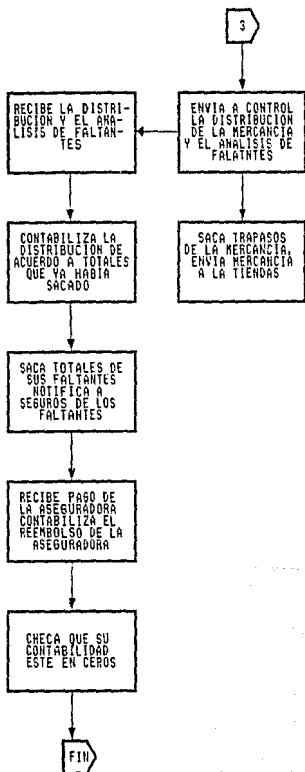 3
ENVIA A CONTROL
LA DISTRIBUCION
DE LA MERCANCIA
Y EL ANALISIS DE
FALATNTES
RECIBE LA DISTRI-
BUCION Y EL ANA-
LISIS DE FALTAN-
TES
SACA TRAPASOS
DE LA MERCANCIA,
ENVIA MERCANCIA
A LA TIENDAS
CONTABILIZA LA
DISTRIBUCION DE
ACUERDO A TOTALES
QUE YA HABIA
SACADO
SACA TOTALES DE
SUS FALTANTES
NOTIFICA A
SEGUROS DE LOS
FALTANTES
RECIBE PAGO DE
LA ASEGURADORA
CONTABILIZA EL
REEMBOLSO DE LA
ASEGURADORA
CHECA QUE SU
CONTABILIDAD
ESTE EN CEROS
FIN